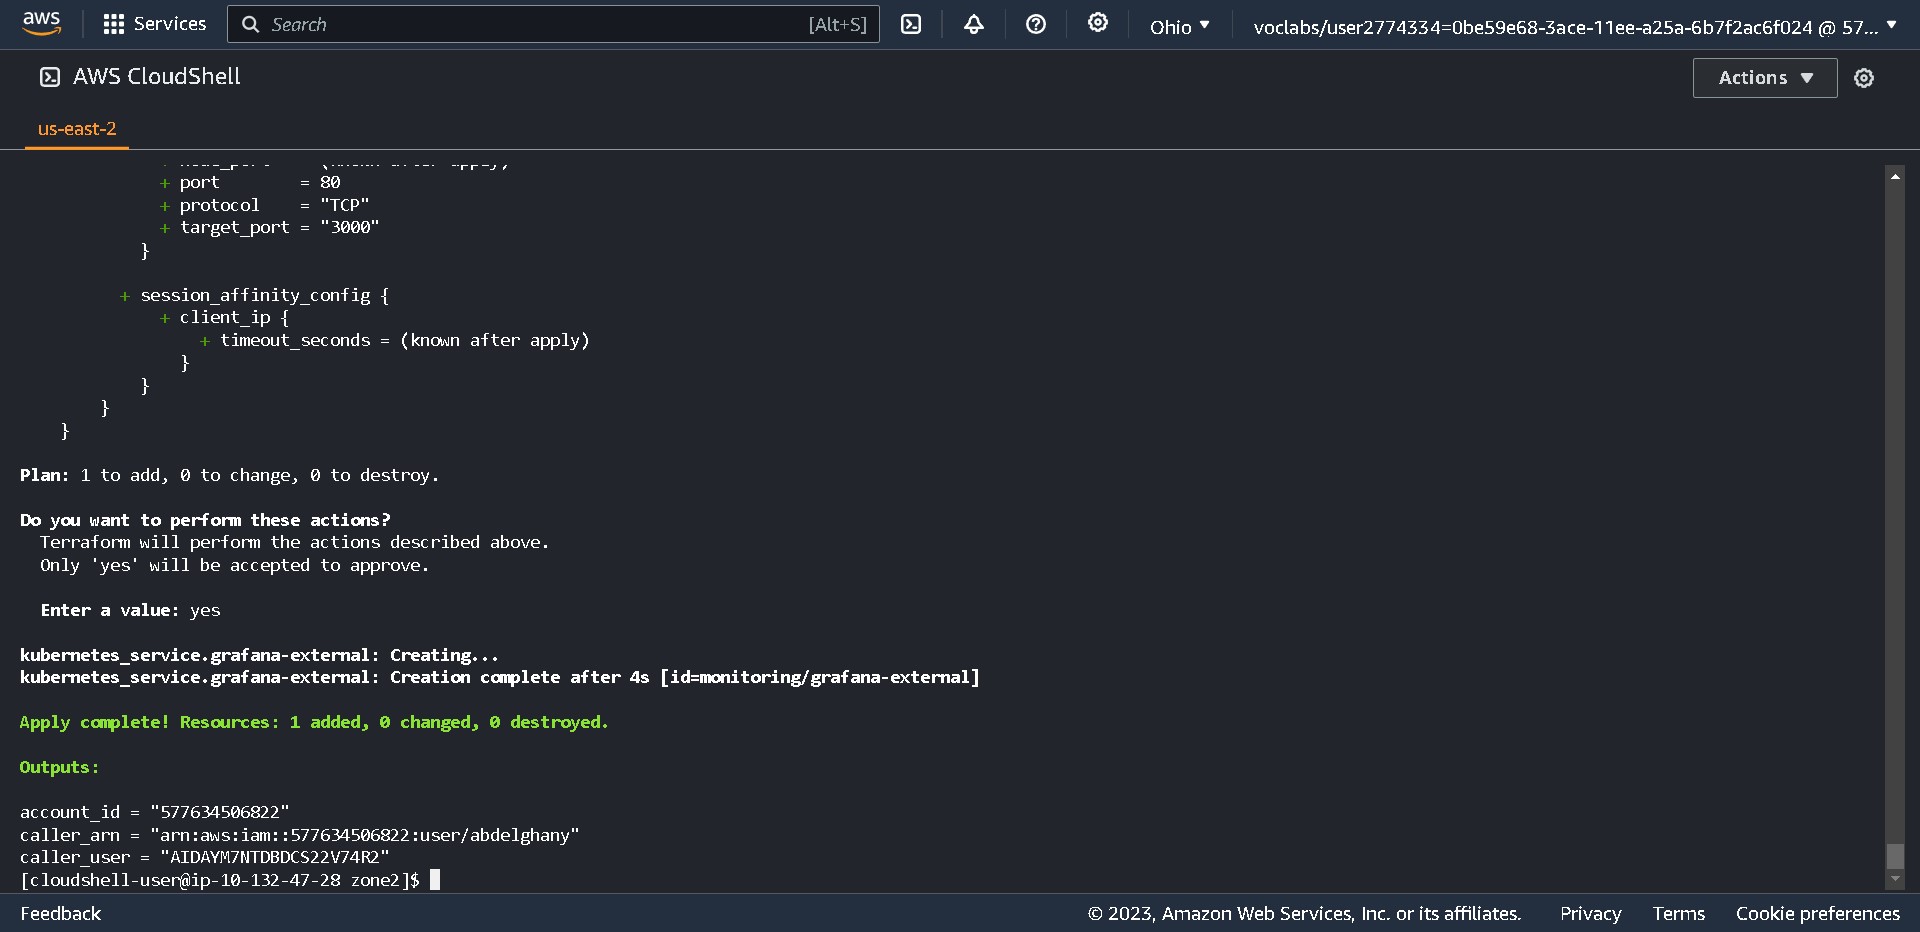 aws
Services
Search
[Alt+S]
Ohio
voclabs/user2774334=0be59e68-3ace-11ee-a25a-6b7f2ac6f024 @ 57...
AWS CloudShell
Actions
us-east-2
+ node_port = (known after apply)
+ port = 80
+ protocol = "TCP"
+ target_port = "3000"
}
+ session_affinity_config {
+ client_ip {
+ timeout_seconds = (known after apply)
}
}
}
}
Plan: 1 to add, 0 to change, 0 to destroy.
Do you want to perform these actions?
Terraform will perform the actions described above.
Only 'yes' will be accepted to approve.
Enter a value: yes
kubernetes_service.grafana-external: Creating...
kubernetes_service.grafana-external: Creation complete after 4s [id=monitoring/grafana-external]
Apply complete! Resources: 1 added, 0 changed, 0 destroyed.
Outputs:
account_id = "577634506822"
caller_arn = "arn:aws:iam::577634506822:user/abdelghany"
caller_user = "AIDAYM7NTDBDCS22V74R2"
[cloudshell-user@ip-10-132-47-28 zone2]$
Feedback
© 2023, Amazon Web Services, Inc. or its affiliates.
Privacy
Terms
Cookie preferences